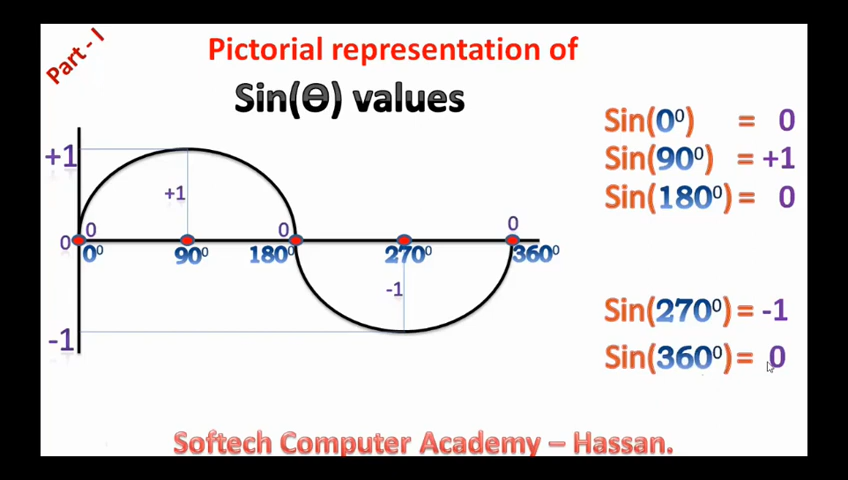 Part - I
Pictorial representation of
Sin(Ɵ) values
+1
+1
0
0
0
0
0⁰
90⁰
180⁰
270⁰
360⁰
-1
-1
Sin(0⁰) = 0
Sin(90⁰) = +1
Sin(180⁰) = 0
Sin(270⁰) = -1
Sin(360⁰) = 0
Softech Computer Academy – Hassan.